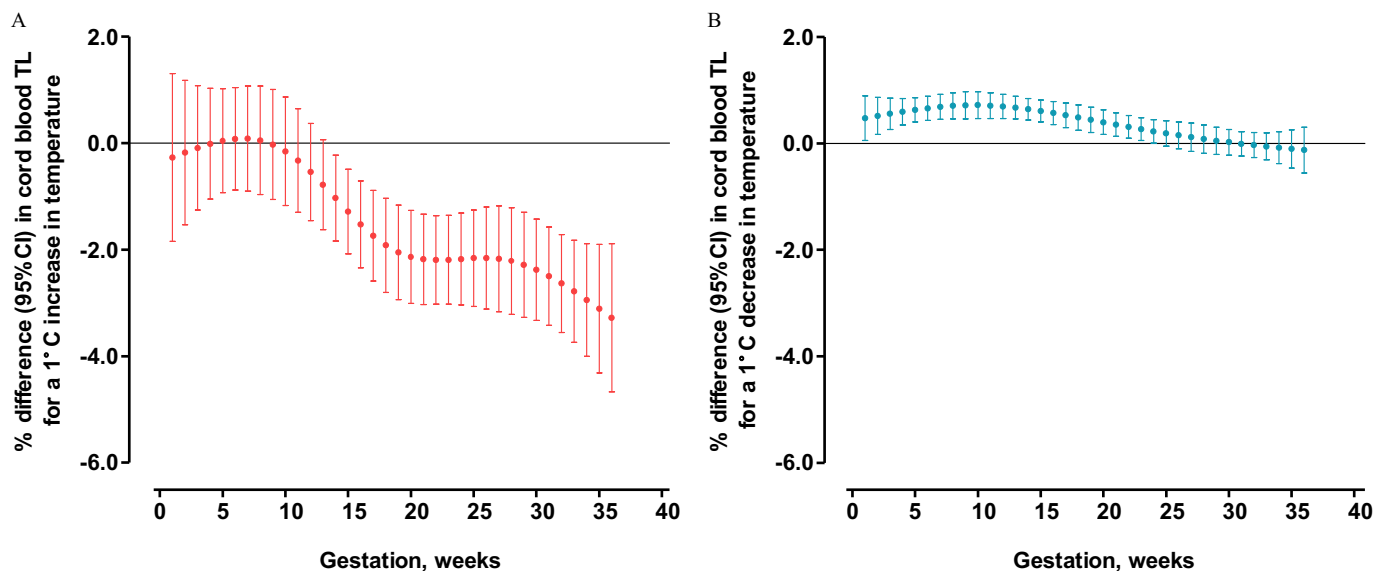 A
% difference (95%CI) in cord blood TL
for a 1° C increase in temperature
2.0
0.0
-2.0
-4.0
-6.0
0 5 10 15 20 25 30 35 40
Gestation, weeks
B
% difference (95%CI) in cord blood TL
for a 1° C decrease in temperature
2.0
0.0
-2.0
-4.0
-6.0
0 5 10 15 20 25 30 35 40
Gestation, weeks